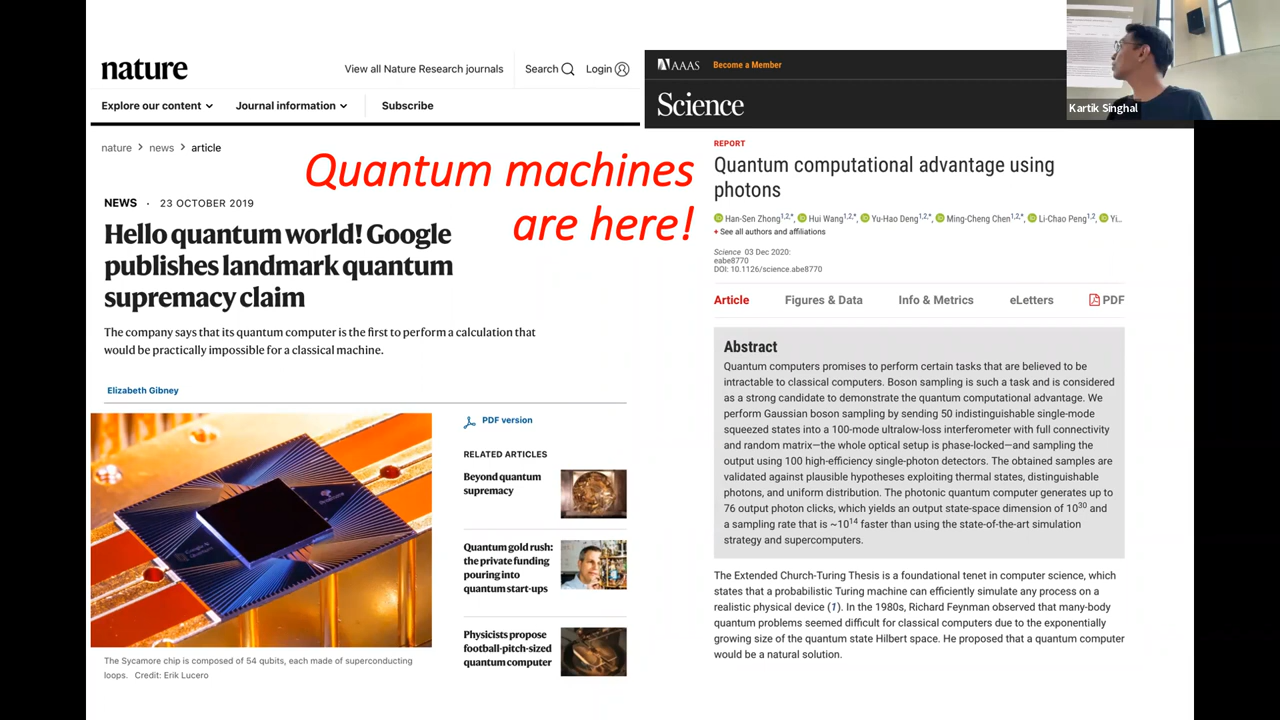 nature
View all Nature Research journals
Search
Login
Explore our content
Journal information
Subscribe
nature > news > article
Quantum machines
are here!
NEWS · 23 OCTOBER 2019
Hello quantum world! Google
publishes landmark quantum
supremacy claim
The company says that its quantum computer is the first to perform a calculation that
would be practically impossible for a classical machine.
Elizabeth Gibney
The Sycamore chip is composed of 54 qubits, each made of superconducting
loops. Credit: Erik Lucero
PDF version
RELATED ARTICLES
Beyond quantum
supremacy
Quantum gold rush:
the private funding
pouring into
quantum start-ups
Physicists propose
football-pitch-sized
quantum computer
AAAS
Become a Member
Science
Kartik Singhal
REPORT
Quantum computational advantage using
photons
Han-Sen Zhong1,2,*, Hui Wang1,2,*, Yu-Hao Deng1,2,*, Ming-Cheng Chen1,2,*, Li-Chao Peng1,2, Yi…
+ See all authors and affiliations
Science 03 Dec 2020:
eabe8770
DOI: 10.1126/science.abe8770
Article
Figures & Data
Info & Metrics
eLetters
PDF
Abstract
Quantum computers promises to perform certain tasks that are believed to be
intractable to classical computers. Boson sampling is such a task and is considered
as a strong candidate to demonstrate the quantum computational advantage. We
perform Gaussian boson sampling by sending 50 indistinguishable single-mode
squeezed states into a 100-mode ultralow-loss interferometer with full connectivity
and random matrix—the whole optical setup is phase-locked—and sampling the
output using 100 high-efficiency single-photon detectors. The obtained samples are
validated against plausible hypotheses exploiting thermal states, distinguishable
photons, and uniform distribution. The photonic quantum computer generates up to
76 output photon clicks, which yields an output state-space dimension of 10^30 and
a sampling rate that is ~10^14 faster than using the state-of-the-art simulation
strategy and supercomputers.
The Extended Church-Turing Thesis is a foundational tenet in computer science, which
states that a probabilistic Turing machine can efficiently simulate any process on a
realistic physical device (1). In the 1980s, Richard Feynman observed that many-body
quantum problems seemed difficult for classical computers due to the exponentially
growing size of the quantum state Hilbert space. He proposed that a quantum computer
would be a natural solution.